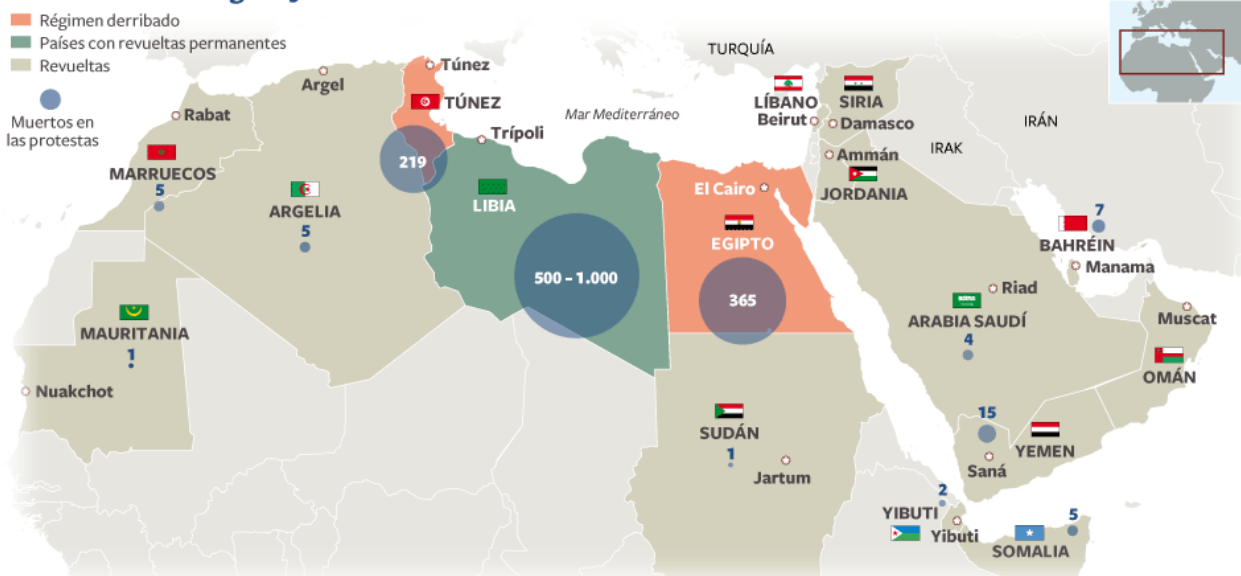 Régimen derribado
Países con revueltas permanentes
Revueltas
Muertos en
las protestas
TURQUÍA
Túnez
Argel
TÚNEZ
Mar Mediterráneo
LÍBANO
Beirut
SIRIA
Damasco
IRÁN
Rabat
Trípoli
IRAK
Ammán
JORDANIA
219
MARRUECOS
5
ARGELIA
5
LIBIA
500 – 1.000
El Cairo
EGIPTO
365
7
BAHRÉIN
Manama
Riad
ARABIA SAUDÍ
4
Muscat
OMÁN
MAURITANIA
1
Nuakchot
SUDÁN
1
Jartum
15
YEMEN
Saná
2
YIBUTI
Yibuti
5
SOMALIA